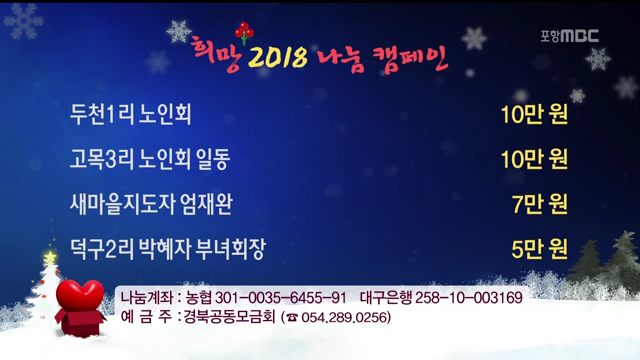 포항MBC
희망 2018 나눔 캠페인
두천1리 노인회 10만 원
고목3리 노인회 일동 10만 원
새마을지도자 엄재완 7만 원
덕구2리 박혜자 부녀회장 5만 원
나눔계좌 : 농협 301-0035-6455-91 대구은행 258-10-003169
예 금 주 : 경북공동모금회 (☎ 054.289.0256)